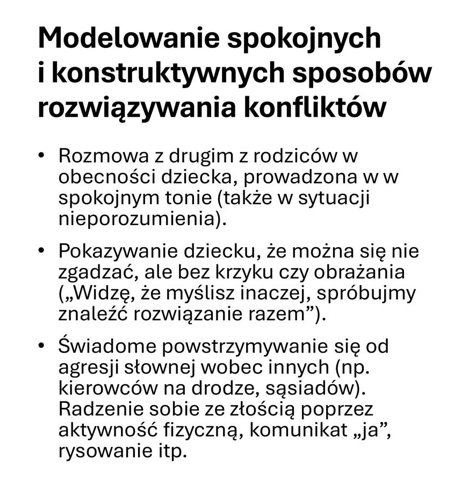 Modelowanie spokojnych
i konstruktywnych sposobów
rozwiązywania konfliktów
• Rozmowa z drugim z rodziców w
obecności dziecka, prowadzona w w
spokojnym tonie (także w sytuacji
nieporozumienia).
• Pokazywanie dziecku, że można się nie
zgadzać, ale bez krzyku czy obrażania
(„Widzę, że myślisz inaczej, spróbujmy
znaleźć rozwiązanie razem”).
• Świadome powstrzymywanie się od
agresji słownej wobec innych (np.
kierowców na drodze, sąsiadów).
Radzenie sobie ze złością poprzez
aktywność fizyczną, komunikat „ja”,
rysowanie itp.